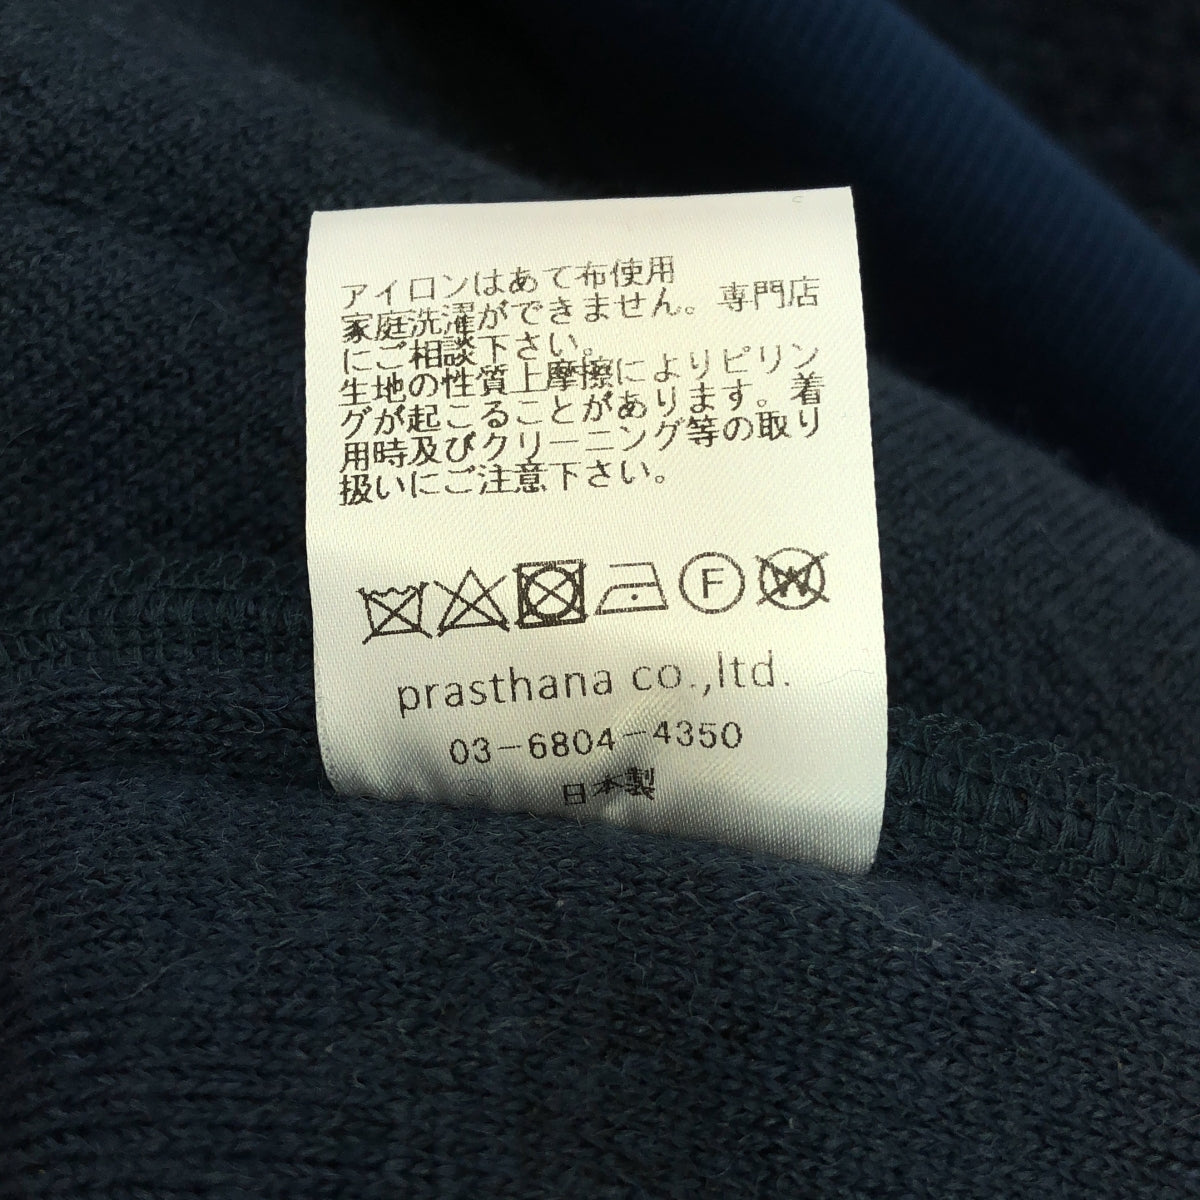 アイロンはあて布使用
家庭洗濯ができません。専門店
にご相談下さい。
生地の性質上摩擦によりピリン
グが起こることがあります。着
用時及びクリーニング等の取り
扱いにご注意下さい。
F W
prasthana co.,ltd.
03-6804-4350
日本製